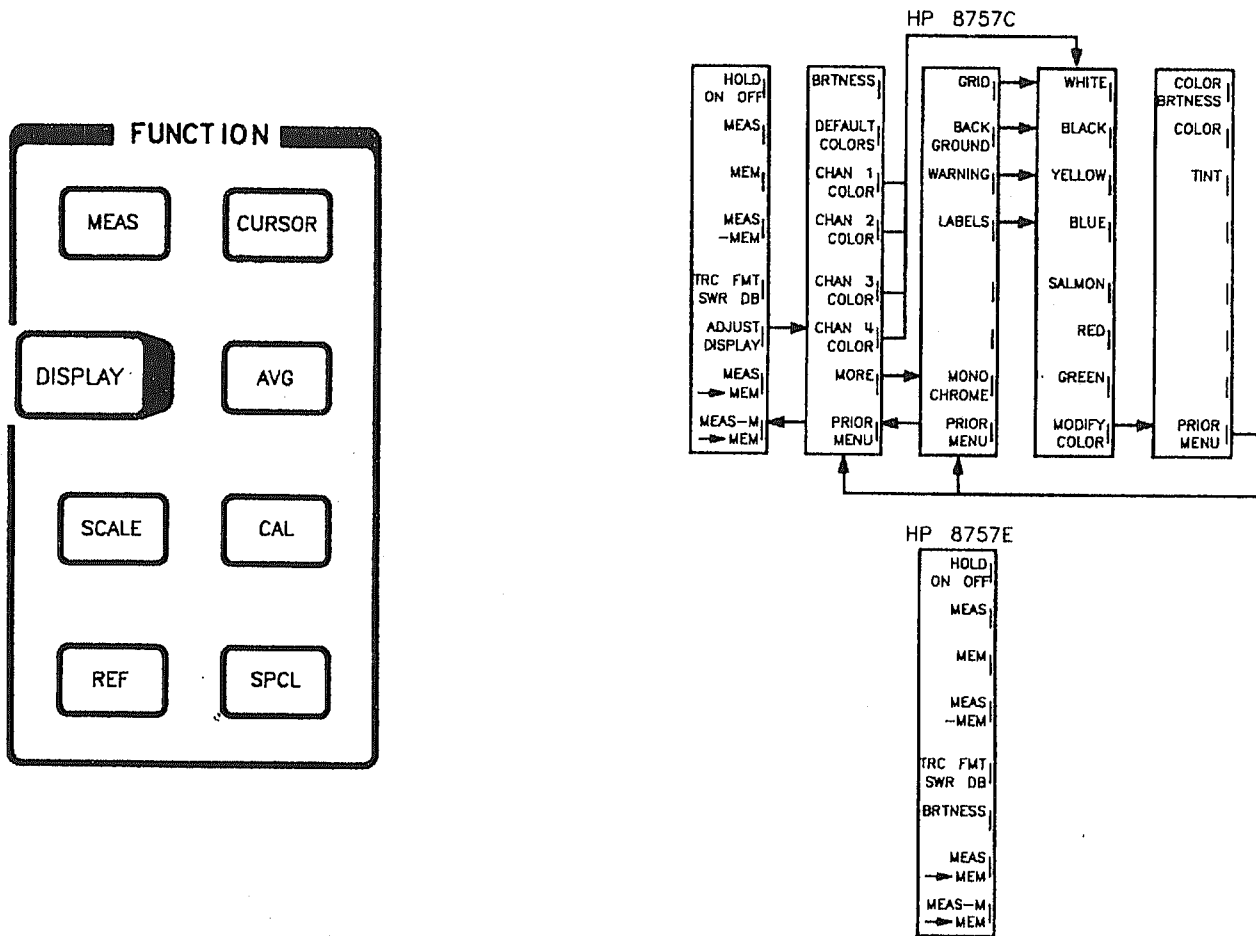 FUNCTION
MEAS
CURSOR
DISPLAY
AVG
SCALE
CAL
REF
SPCL
HP 8757C
HOLD
ON OFF
MEAS
MEM
MEAS
-MEM
TRC FMT
SWR DB
ADJUST
DISPLAY
MEAS
→ MEM
MEAS-M
→ MEM
BRTNESS
DEFAULT
COLORS
CHAN 1
COLOR
CHAN 2
COLOR
CHAN 3
COLOR
CHAN 4
COLOR
MORE
PRIOR
MENU
GRID
BACK
GROUND
WARNING
LABELS
MONO
CHROME
PRIOR
MENU
WHITE
BLACK
YELLOW
BLUE
SALMON
RED
GREEN
MODIFY
COLOR
COLOR
BRTNESS
COLOR
TINT
PRIOR
MENU
HP 8757E
HOLD
ON OFF
MEAS
MEM
MEAS
-MEM
TRC FMT
SWR DB
BRTNESS
MEAS
→ MEM
MEAS-M
→ MEM